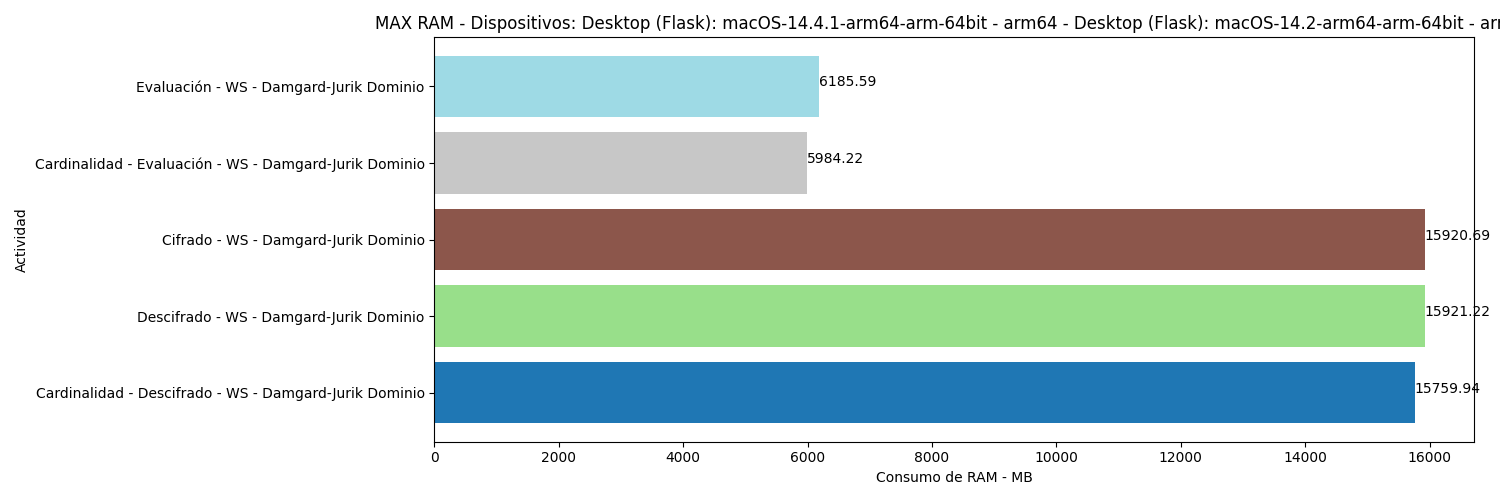 MAX RAM - Dispositivos: Desktop (Flask): macOS-14.4.1-arm64-arm-64bit - arm64 - Desktop (Flask): macOS-14.2-arm64-arm-64bit -
Evaluación - WS - Damgard-Jurik Dominio
6185.59
Cardinalidad - Evaluación - WS - Damgard-Jurik Dominio
5984.22
Cifrado - WS - Damgard-Jurik Dominio
15920.69
Descifrado - WS - Damgard-Jurik Dominio
15921.22
Cardinalidad - Descifrado - WS - Damgard-Jurik Dominio
15759.94
Actividad
0 2000 4000 6000 8000 10000 12000 14000 16000
Consumo de RAM - MB